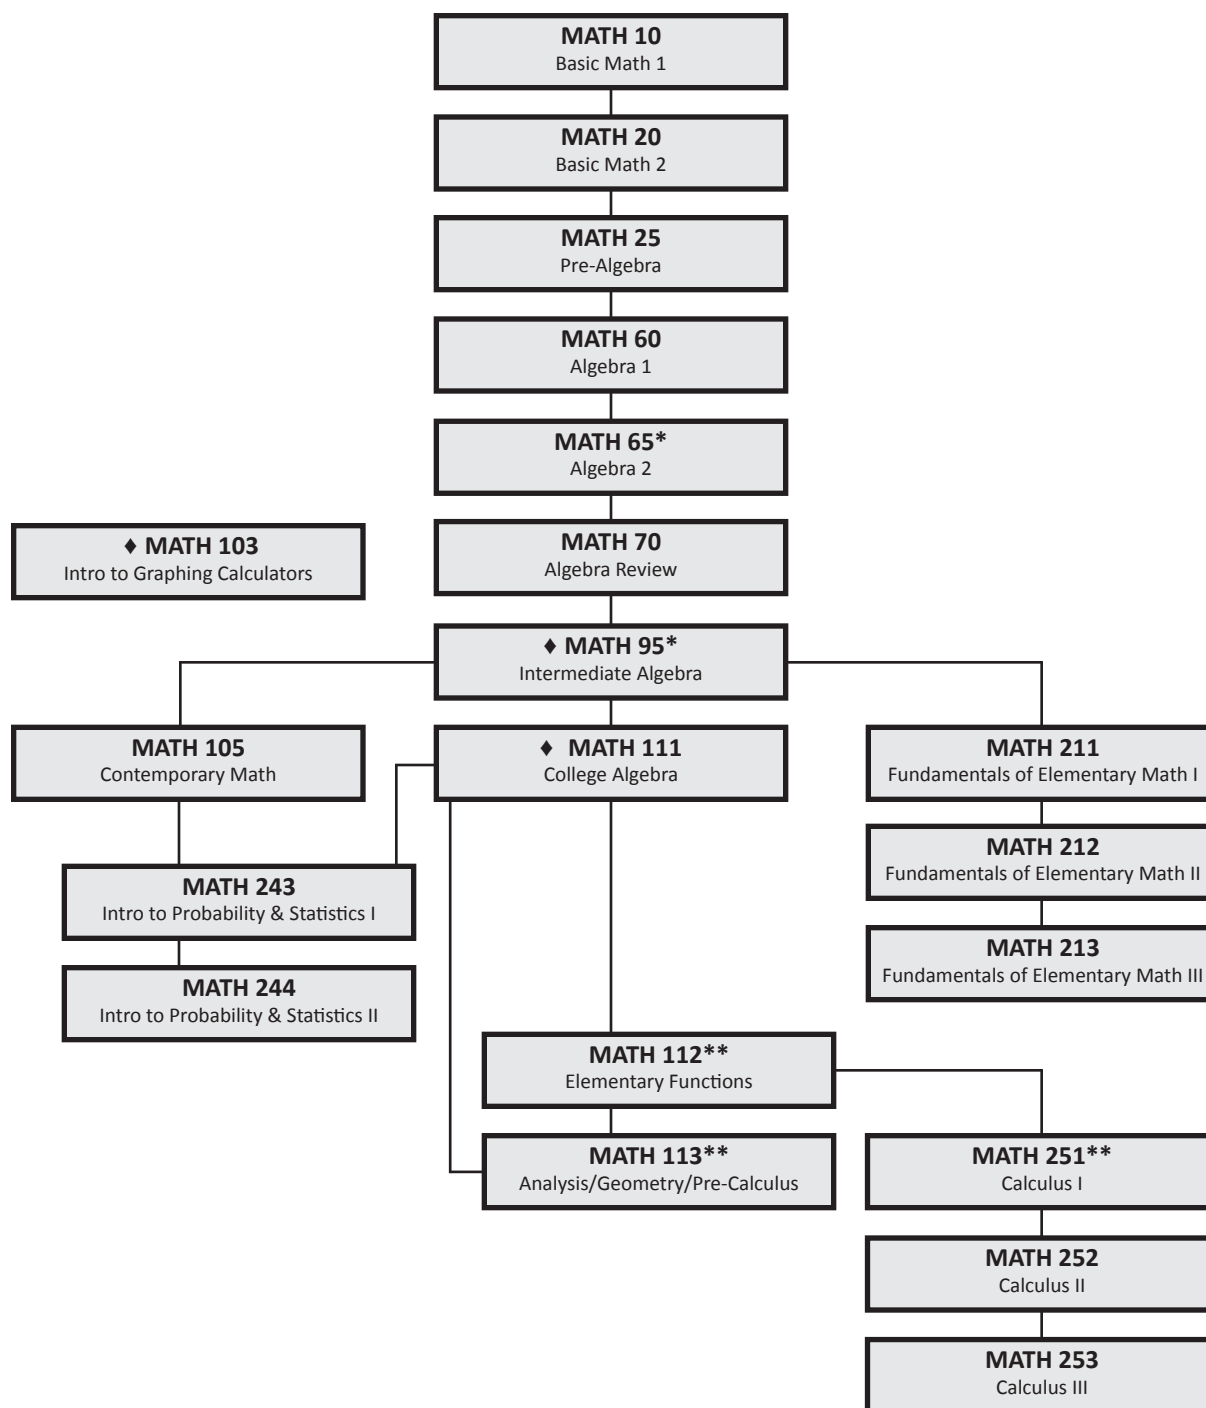 MATH 10
Basic Math 1
MATH 20
Basic Math 2
MATH 25
Pre-Algebra
MATH 60
Algebra 1
MATH 65*
Algebra 2
♦ MATH 103
Intro to Graphing Calculators
MATH 70
Algebra Review
♦ MATH 95*
Intermediate Algebra
MATH 105
Contemporary Math
♦ MATH 111
College Algebra
MATH 211
Fundamentals of Elementary Math I
MATH 212
Fundamentals of Elementary Math II
MATH 243
Intro to Probability & Statistics I
MATH 213
Fundamentals of Elementary Math III
MATH 244
Intro to Probability & Statistics II
MATH 112**
Elementary Functions
MATH 113**
Analysis/Geometry/Pre-Calculus
MATH 251**
Calculus I
MATH 252
Calculus II
MATH 253
Calculus III